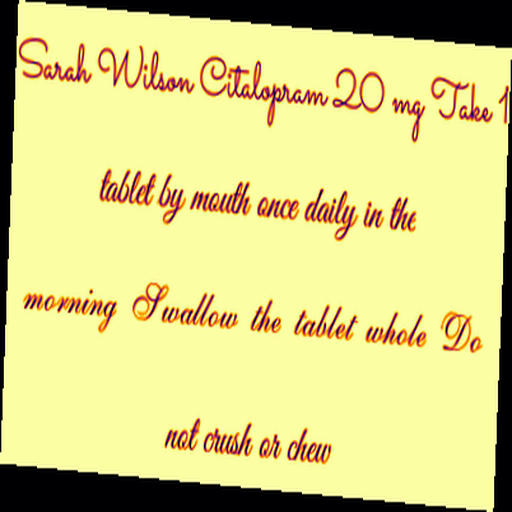 Sarah Wilson Citalopram 20 mg Take 1
tablet by mouth once daily in the
morning Swallow the tablet whole Do
not crush or chew